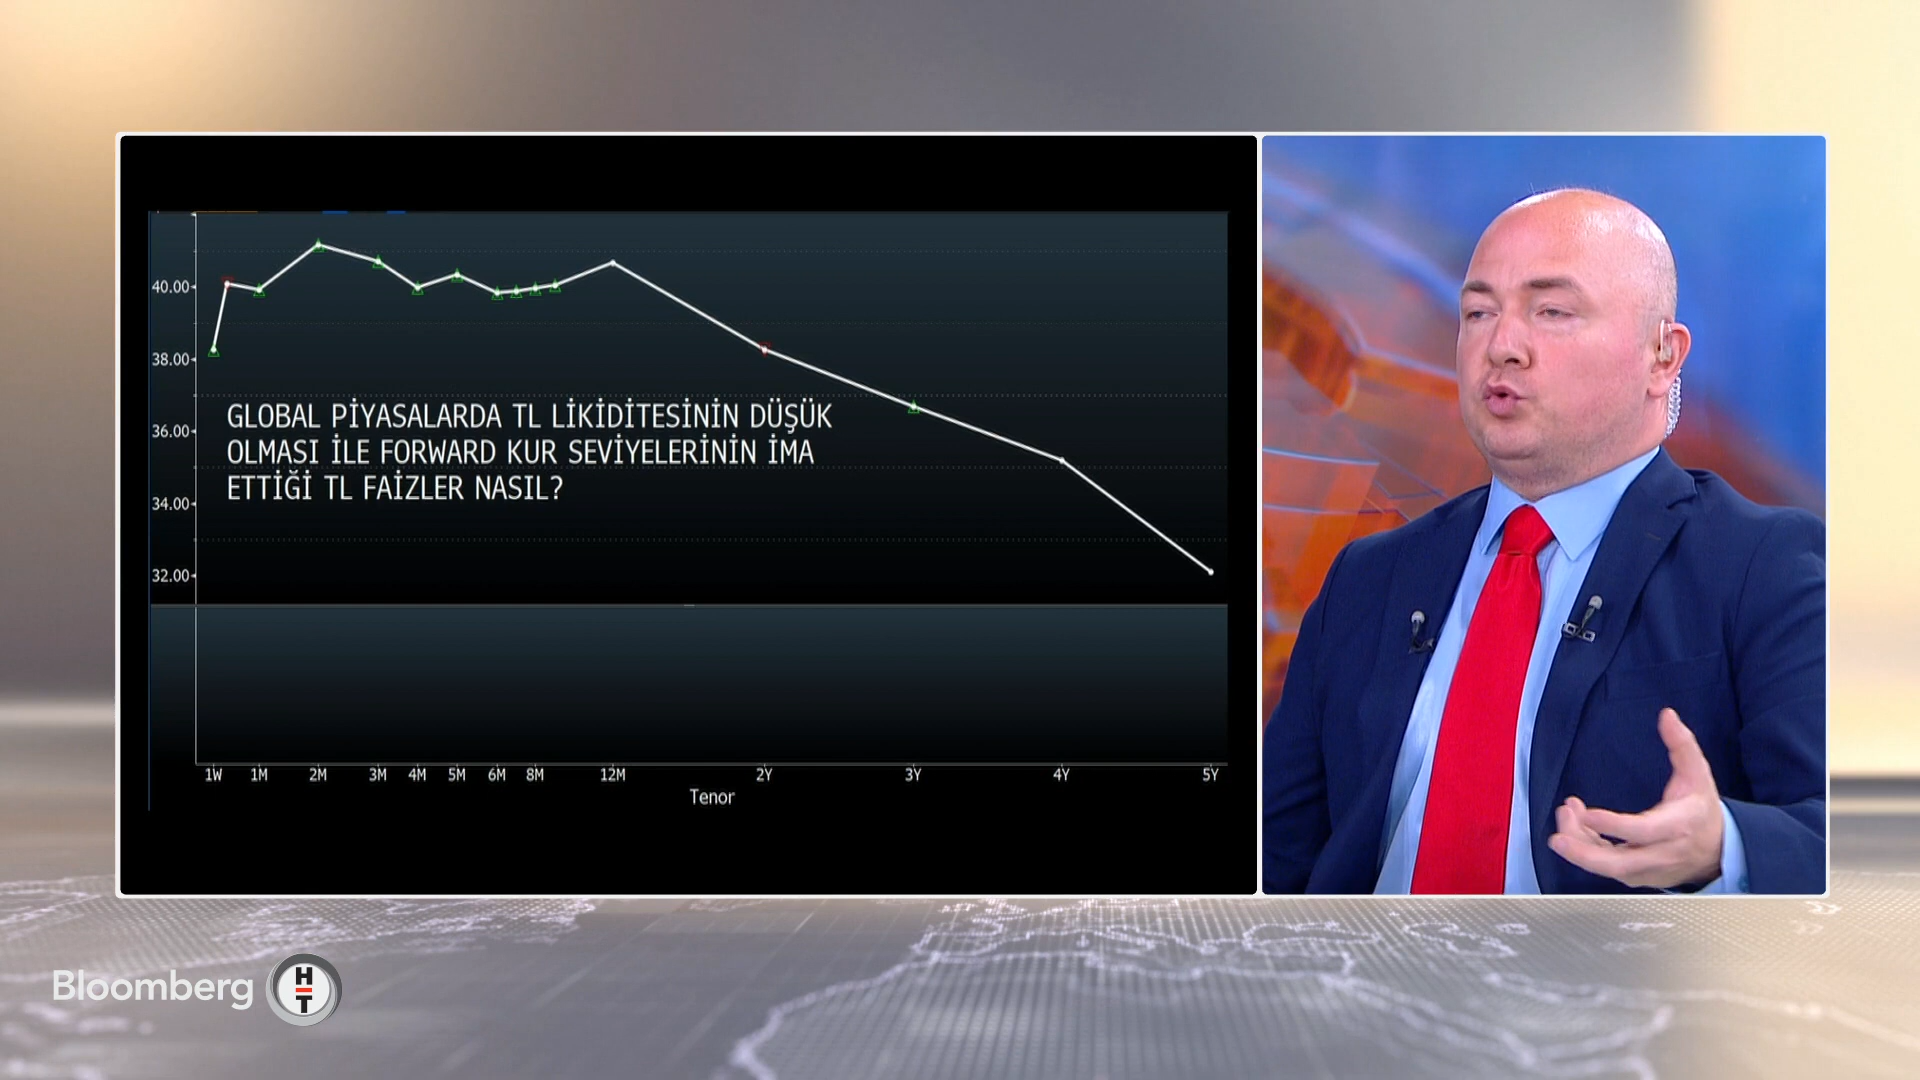 40.00
38.00
36.00
34.00
32.00
GLOBAL PİYASALARDA TL LİKİDİTESİNİN DÜŞÜK
OLMASI İLE FORWARD KUR SEVİYELERİNİN İMA
ETTİĞİ TL FAİZLER NASIL?
1W 1M 2M 3M 4M 5M 6M 8M 12M 2Y 3Y 4Y 5Y
Tenor
Bloomberg HT